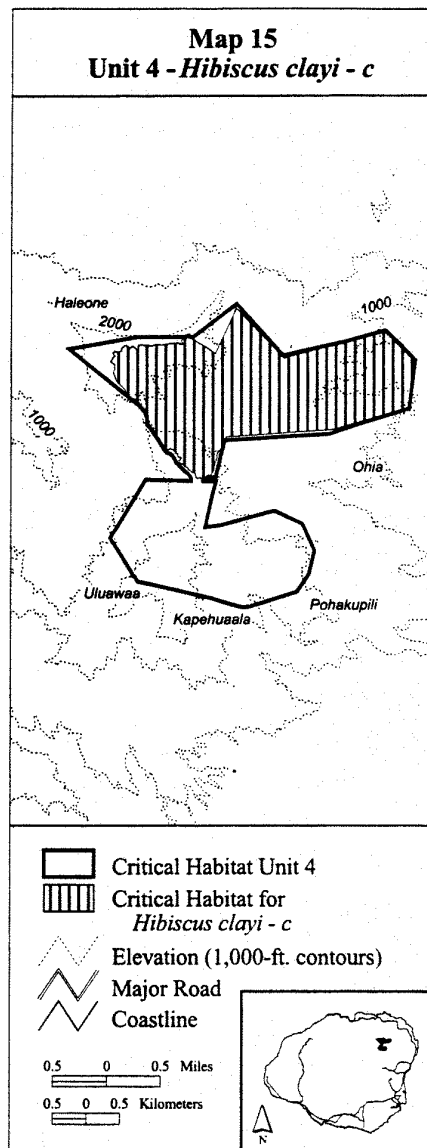 Map 15
Unit 4 - Hibiscus clayi - c
Haleone
2000
1000
1000
Ohia
Uluawaa
Kapehuaala
Pohakupili
Critical Habitat Unit 4
Critical Habitat for
Hibiscus clayi - c
Elevation (1,000-ft. contours)
Major Road
Coastline
0.5 0 0.5 Miles
0.5 0 0.5 Kilometers
N